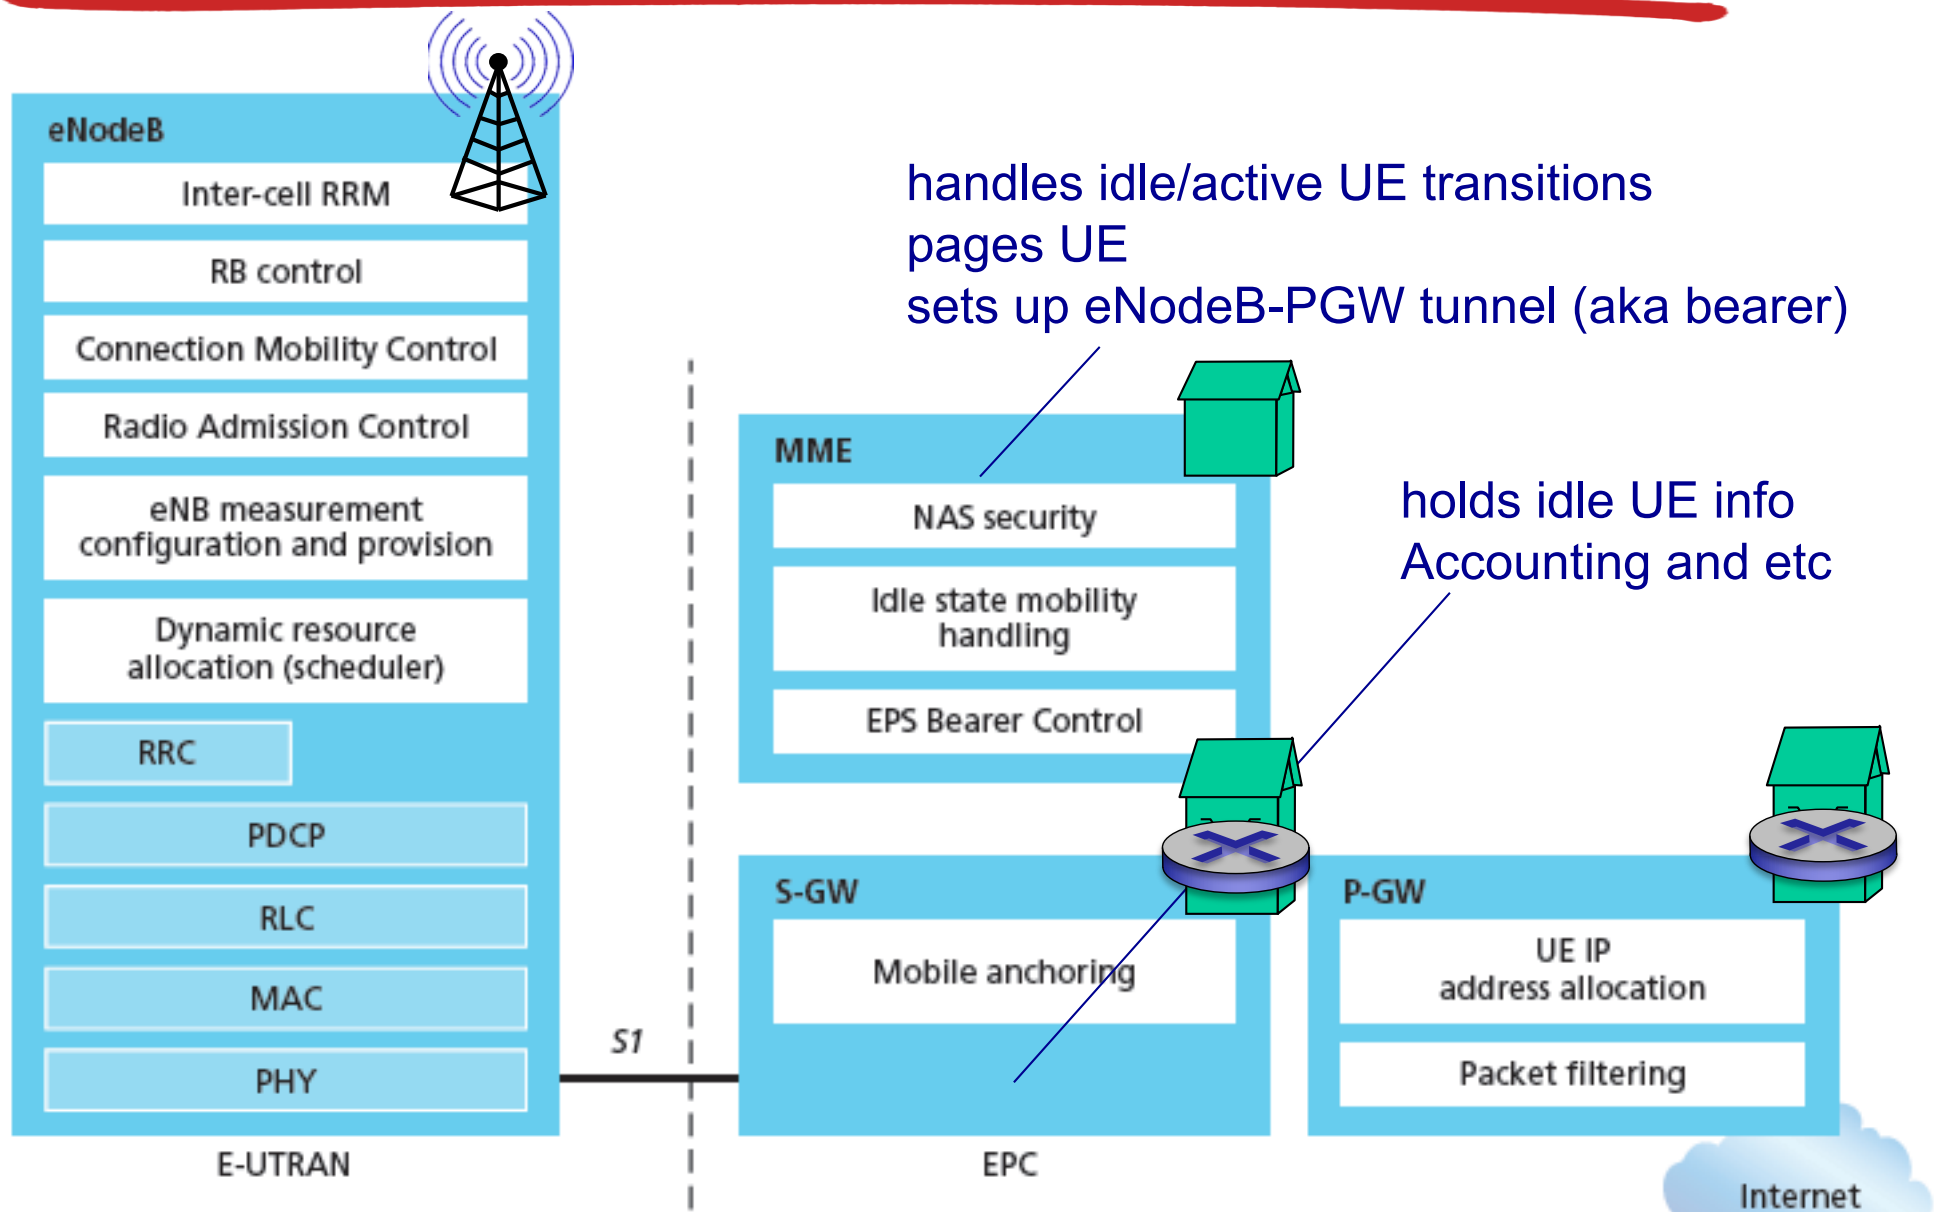 eNodeB
Inter-cell RRM
RB control
Connection Mobility Control
Radio Admission Control
eNB measurement
configuration and provision
Dynamic resource
allocation (scheduler)
RRC
PDCP
RLC
MAC
PHY
E-UTRAN
S1
handles idle/active UE transitions
pages UE
sets up eNodeB-PGW tunnel (aka bearer)
MME
NAS security
Idle state mobility
handling
EPS Bearer Control
holds idle UE info
Accounting and etc
S-GW
Mobile anchoring
EPC
P-GW
UE IP
address allocation
Packet filtering
Internet